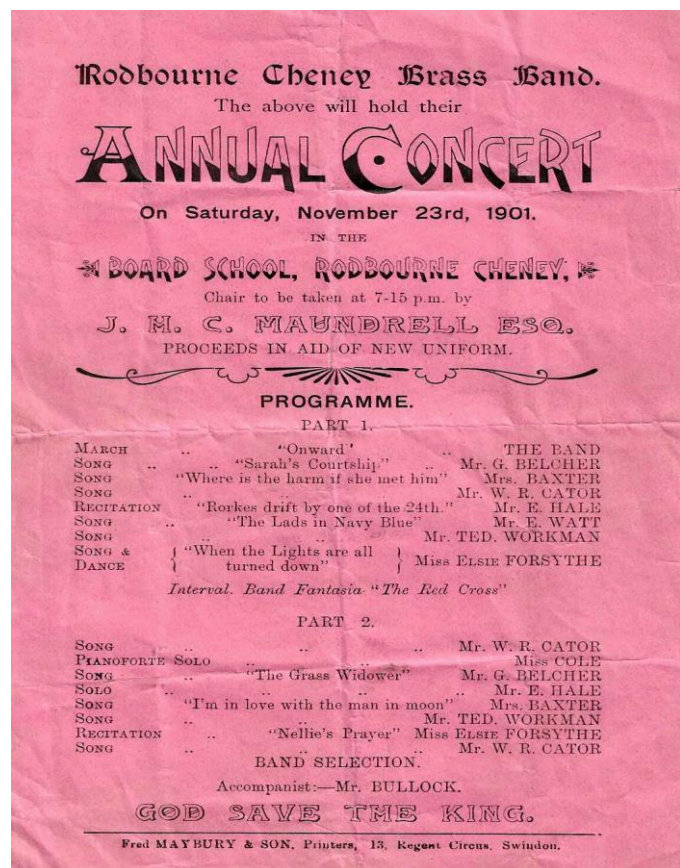 Rodbourne Cheney Brass Band.
The above will hold their
ANNUAL CONCERT
On Saturday, November 23rd, 1901.
IN THE
BOARD SCHOOL, RODBOURNE CHENEY,
Chair to be taken at 7-15 p.m. by
J. H. C. MAUNDRELL ESQ.
PROCEEDS IN AID OF NEW UNIFORM.
PROGRAMME.
PART 1.
MARCH .. "Onward" .. THE BAND
SONG .. .. "Sarah's Courtship" .. Mr. G. BELCHER
SONG "Where is the harm if she met him" Mrs. BAXTER
SONG .. .. .. Mr. W. R. CATOR
RECITATION "Rorkes drift by one of the 24th." Mr. E. HALE
SONG .. "The Lads in Navy Blue" Mr. E. WATT
SONG .. .. .. Mr. TED. WORKMAN
SONG & DANCE { "When the Lights are all turned down" } Miss ELSIE FORSYTHE
Interval. Band Fantasia "The Red Cross"
PART 2.
SONG .. .. .. Mr. W. R. CATOR
PIANOFORTE SOLO .. .. .. Miss COLE
SONG .. "The Grass Widower" Mr. G. BELCHER
SOLO .. .. .. .. Mr. E. HALE
SONG "I'm in love with the man in moon" Mrs. BAXTER
SONG .. .. Mr. TED. WORKMAN
RECITATION .. "Nellie's Prayer" Miss ELSIE FORSYTHE
SONG .. .. .. Mr. W. R. CATOR
BAND SELECTION.
Accompanist:—Mr. BULLOCK.
GOD SAVE THE KING.
Fred MAYBURY & SON, Printers, 13, Regent Circus, Swindon.